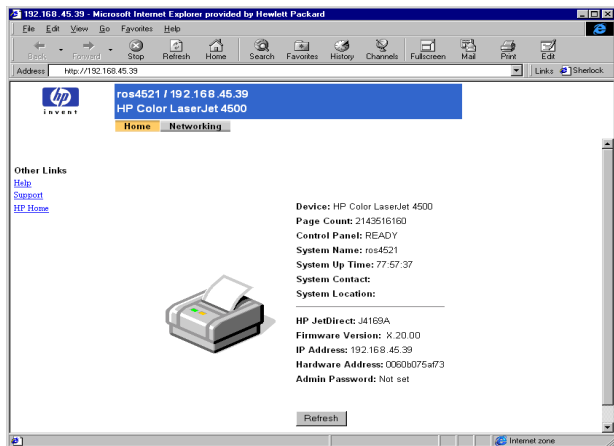 192.168.45.39 - Microsoft Internet Explorer provided by Hewlett Packard
File Edit View Go Favorites Help
Back Forward Stop Refresh Home Search Favorites History Channels Fullscreen Mail Print Edit
Address http://192.168.45.39 Links Sherlock
hp
invent
ros4521 / 192.168.45.39
HP Color LaserJet 4500
Home Networking
Other Links
Help
Support
HP Home
Device: HP Color LaserJet 4500
Page Count: 2143516160
Control Panel: READY
System Name: ros4521
System Up Time: 77:57:37
System Contact:
System Location:
HP JetDirect: J4169A
Firmware Version: X.20.00
IP Address: 192.168.45.39
Hardware Address: 0060b075af73
Admin Password: Not set
Refresh
Internet zone